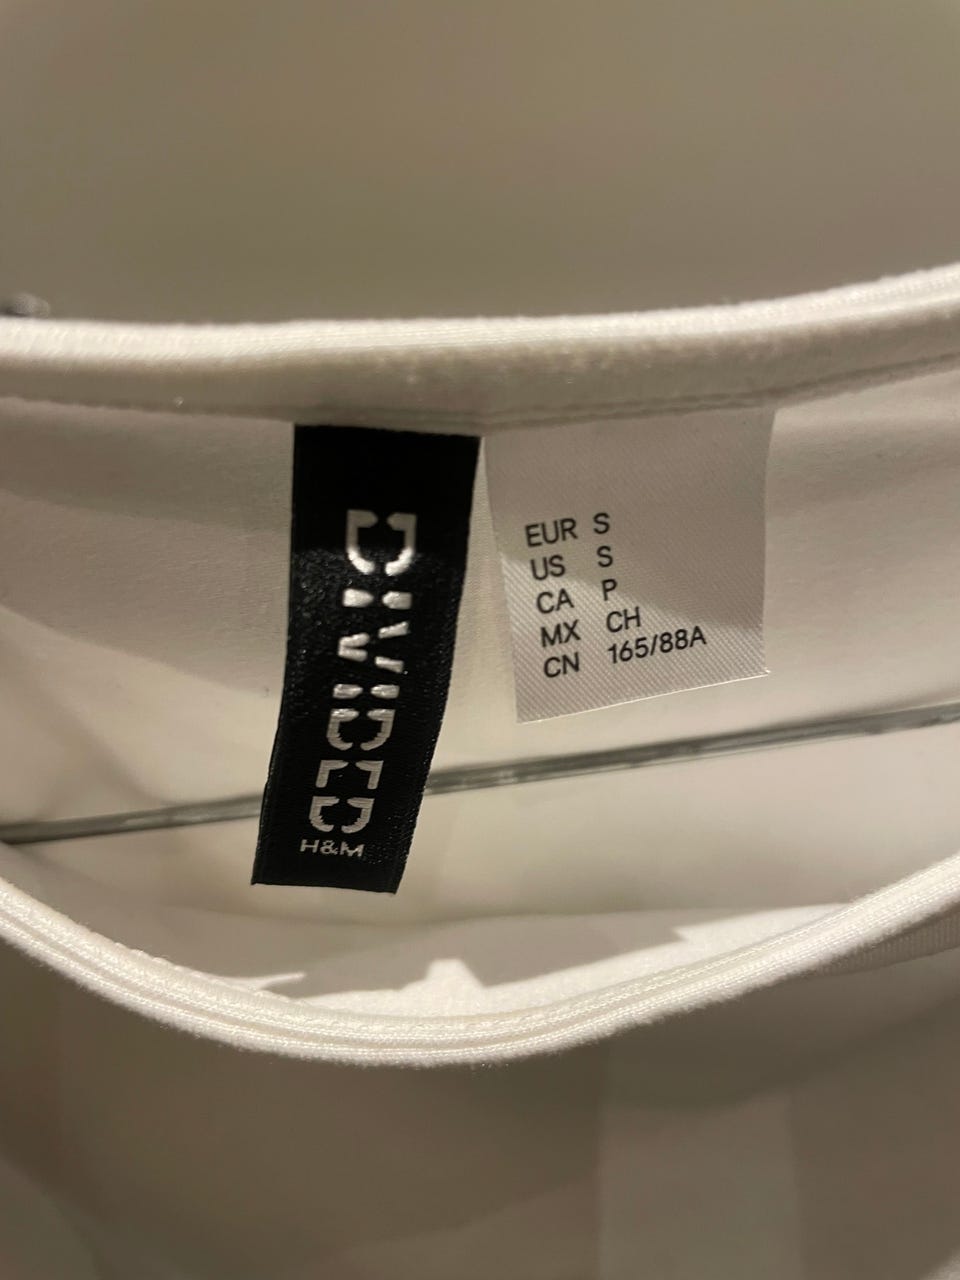 DIVIDED
H&M
EUR S
US S
CA P
MX CH
CN 165/88A